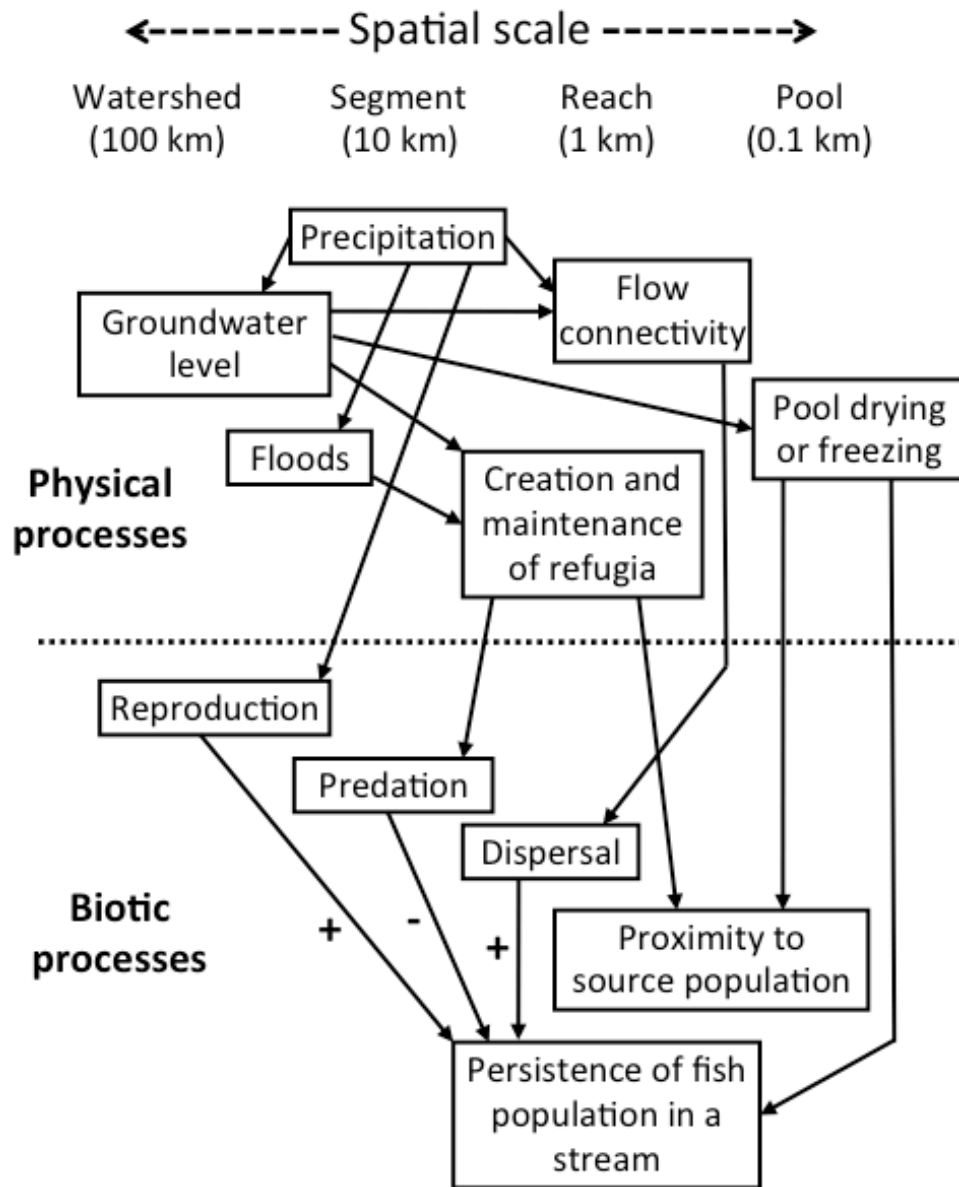 Spatial scale
Watershed
(100 km)
Segment
(10 km)
Reach
(1 km)
Pool
(0.1 km)
Precipitation
Flow
connectivity
Groundwater
level
Pool drying
or freezing
Floods
Creation and
maintenance
of refugia
Physical
processes
Reproduction
Predation
Dispersal
Biotic
processes
+
-
+
Proximity to
source population
Persistence of fish
population in a
stream